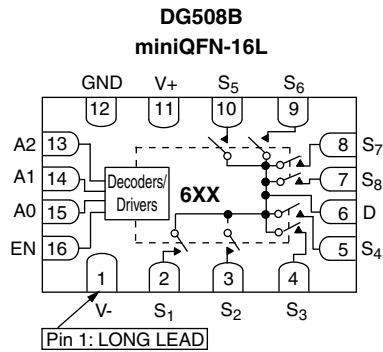 DG508B
miniQFN-16L
GND V+ S5 S6
12 11 10 9
A2 13 8 S7
A1 14 Decoders/ 7 S8
A0 15 Drivers 6XX 6 D
EN 16 5 S4
1 2 3 4
V- S1 S2 S3
Pin 1: LONG LEAD